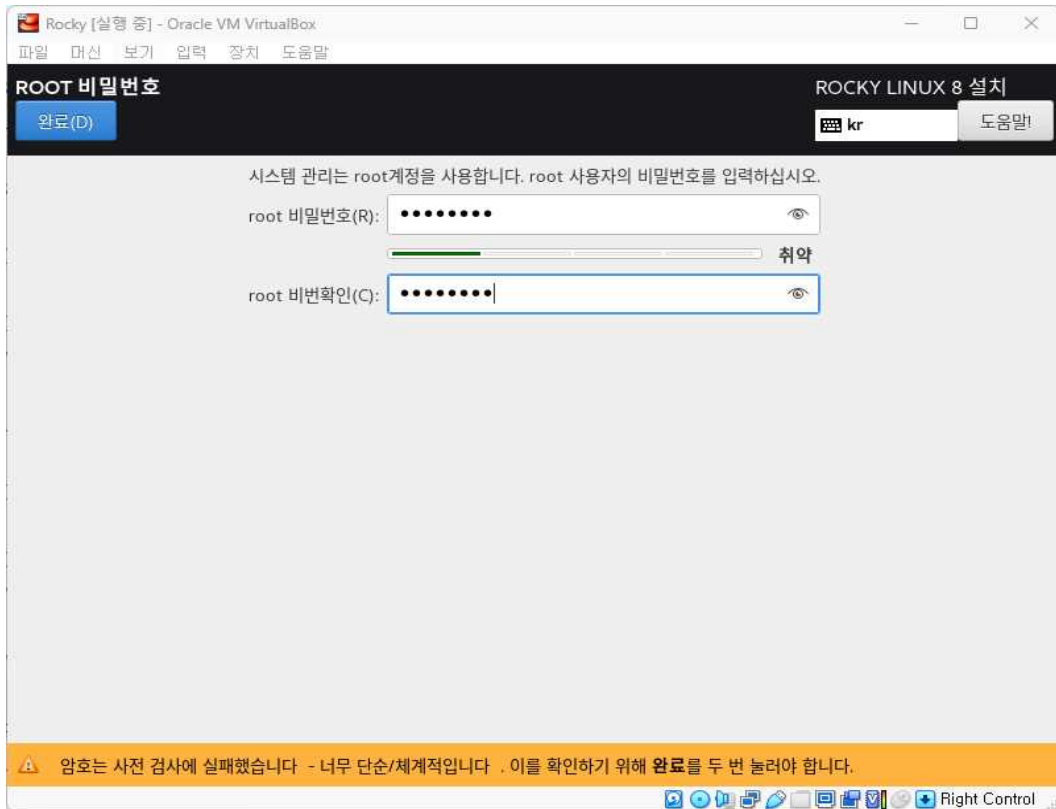 Rocky [실행 중] - Oracle VM VirtualBox
파일 머신 보기 입력 장치 도움말
ROOT 비밀번호
ROCKY LINUX 8 설치
완료(D)
kr
도움말!
시스템 관리는 root계정을 사용합니다. root 사용자의 비밀번호를 입력하십시오.
root 비밀번호(R): ●●●●●●●●
취약
root 비번확인(C): ●●●●●●●●
암호는 사전 검사에 실패했습니다 - 너무 단순/체계적입니다 . 이를 확인하기 위해 완료를 두 번 눌러야 합니다.
Right Control